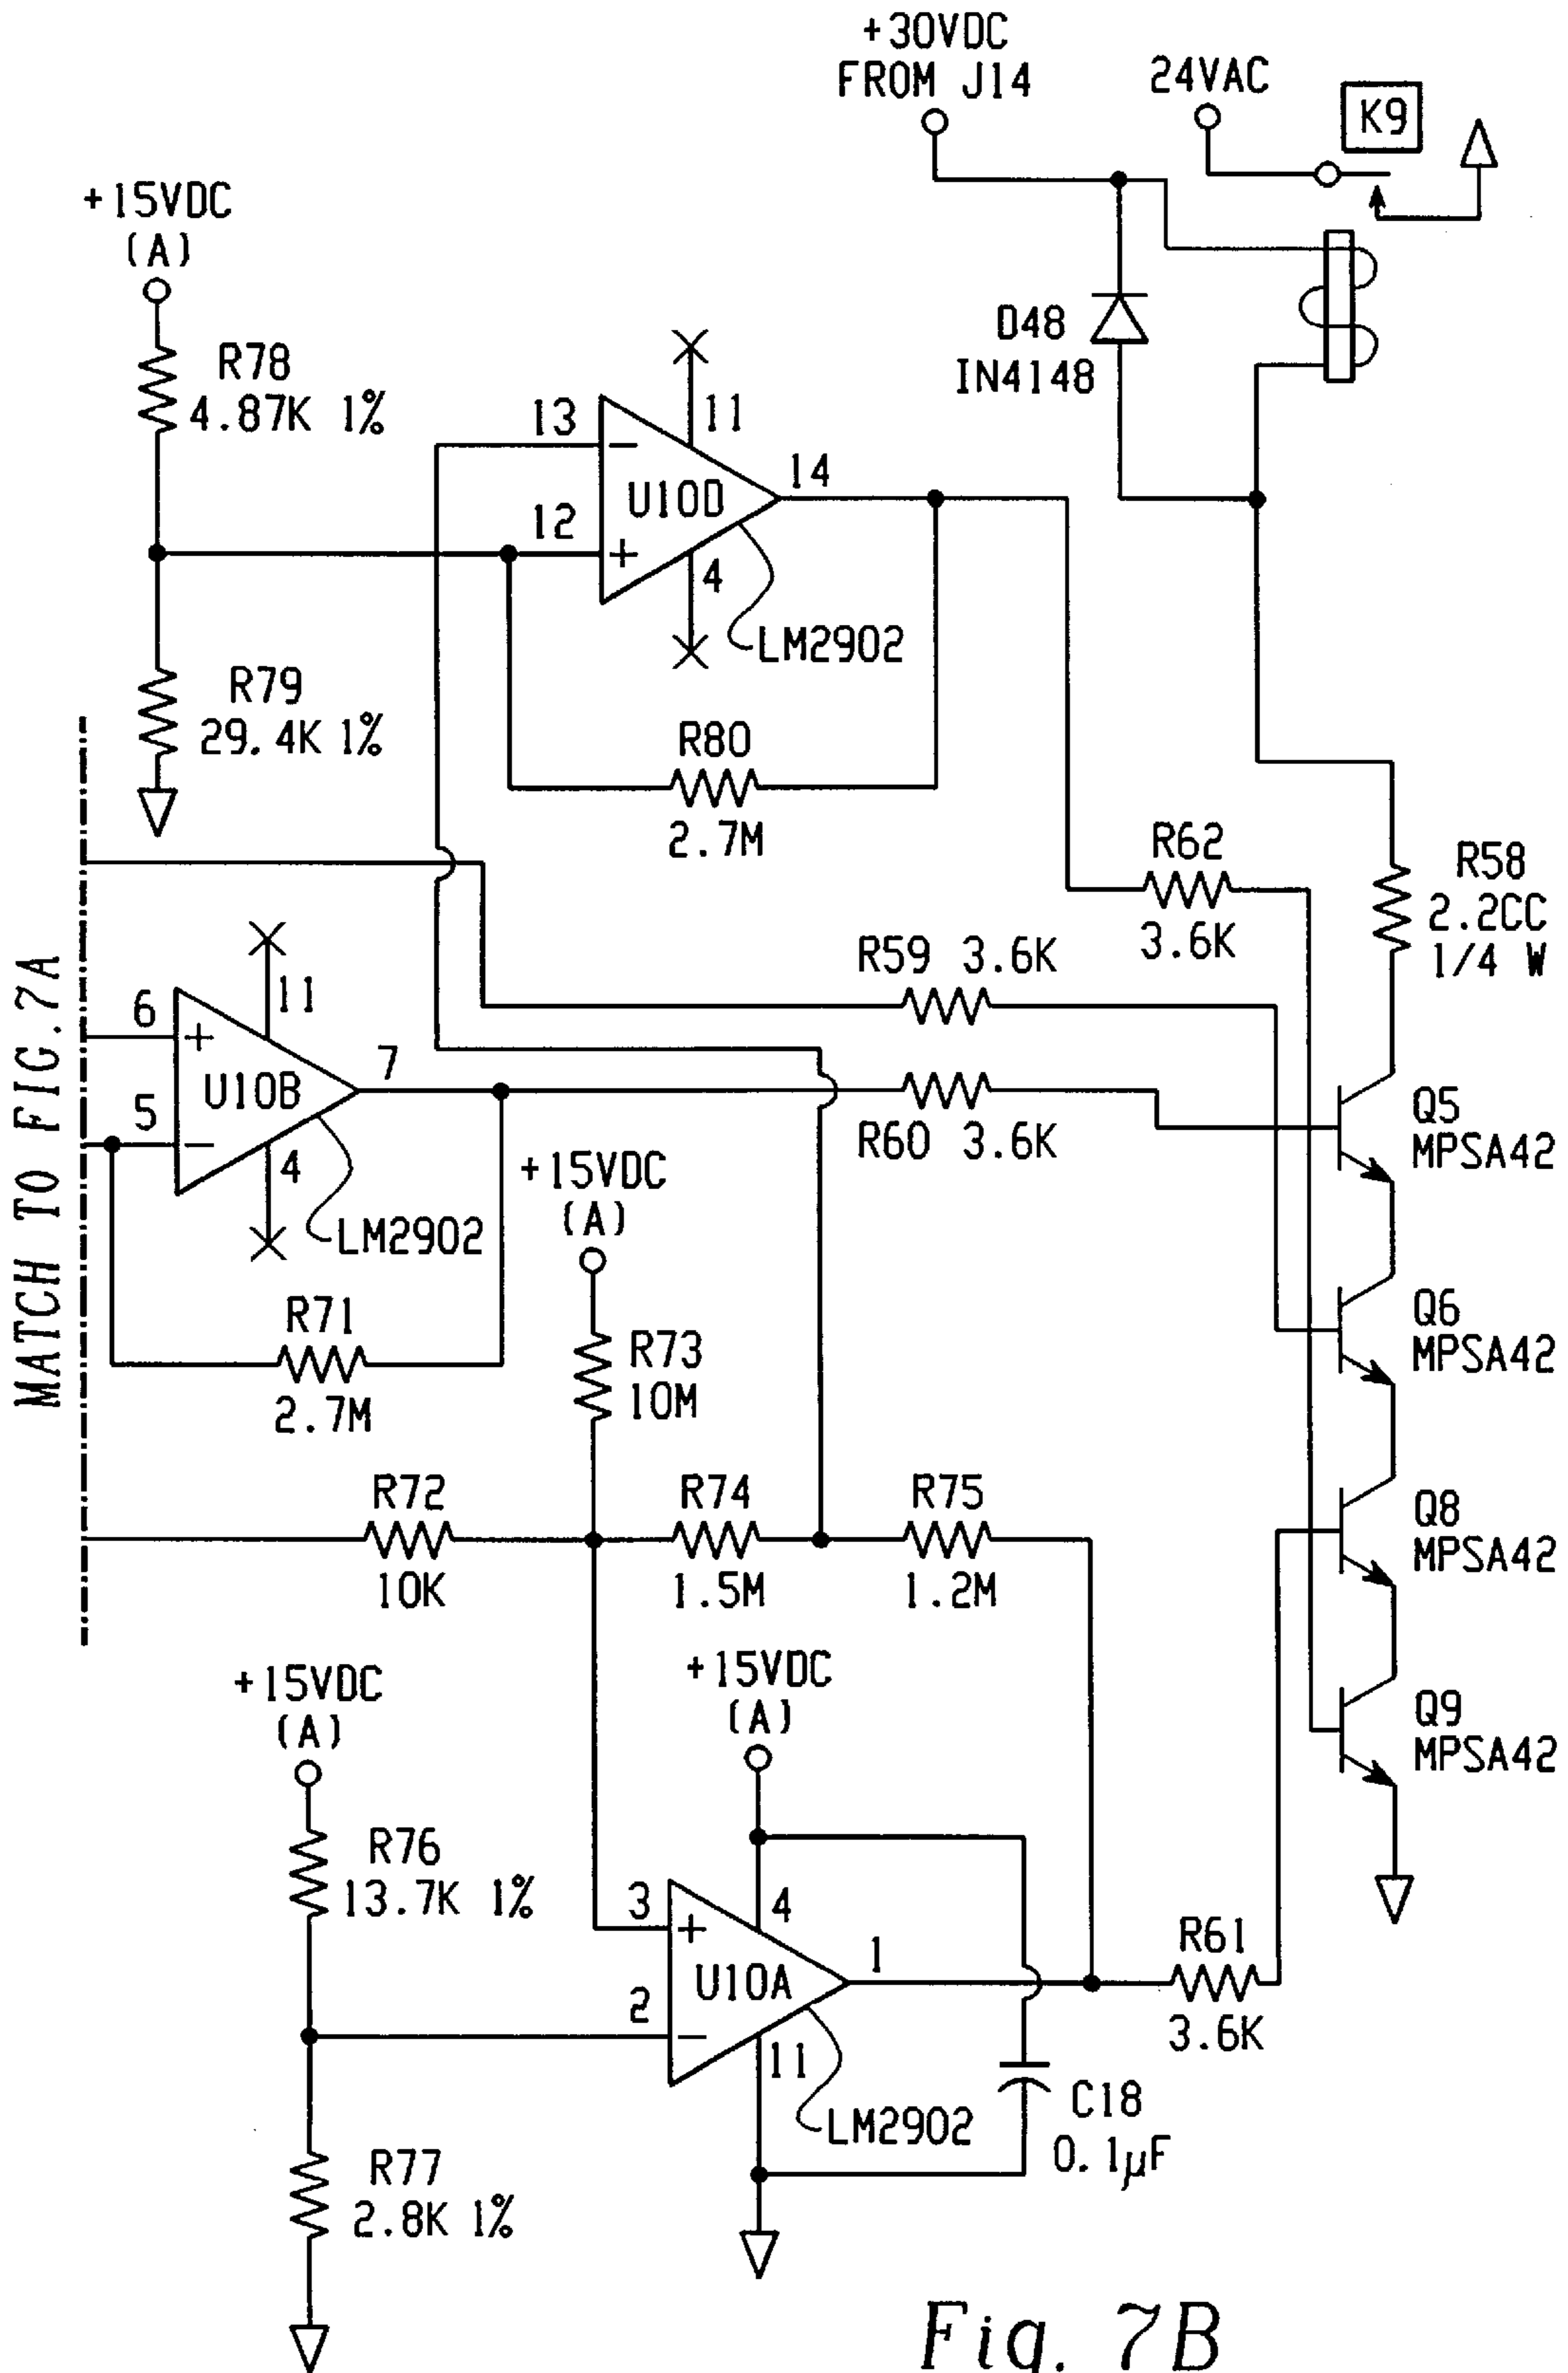 +30VDC
FROM J14
24VAC
K9
+15VDC
(A)
R78
4.87K 1%
D48
IN4148
13
11
14
U10D
12
4
LM2902
R79
29.4K 1%
R80
2.7M
R62
3.6K
R58
2.2CC
1/4 W
R59 3.6K
MATCH TO FIG.7A
6
11
7
U10B
5
4
LM2902
R60 3.6K
Q5
MPSA42
+15VDC
(A)
R71
2.7M
R73
10M
Q6
MPSA42
R72
10K
R74
1.5M
R75
1.2M
Q8
MPSA42
+15VDC
(A)
+15VDC
(A)
Q9
MPSA42
R76
13.7K 1%
3
4
1
U10A
2
11
R61
3.6K
LM2902
C18
0.1µF
R77
2.8K 1%
Fig. 7B